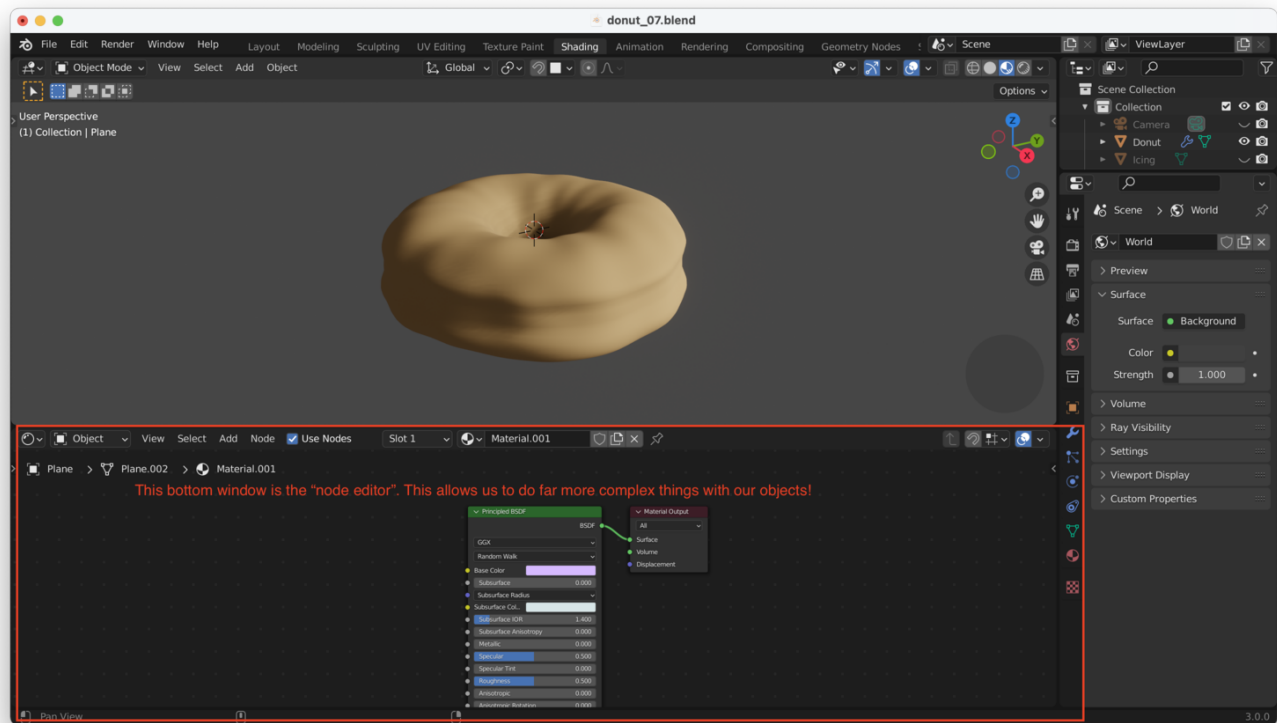 donut_07.blend
File Edit Render Window Help Layout Modeling Sculpting UV Editing Texture Paint Shading Animation Rendering Compositing Geometry Nodes Scene ViewLayer
Object Mode View Select Add Object Global
Options
User Perspective
(1) Collection | Plane
Z
Y
X
Scene Collection
Collection
Camera
Donut
Icing
Scene > World
World
Preview
Surface
Surface Background
Color
Strength 1.000
Volume
Ray Visibility
Settings
Viewport Display
Custom Properties
Object View Select Add Node Use Nodes Slot 1 Material.001
Plane > Plane.002 > Material.001
This bottom window is the “node editor”. This allows us to do far more complex things with our objects!
Principled BSDF
BSDF
GGX
Random Walk
Base Color
Subsurface 0.000
Subsurface Radius
Subsurface Col..
Subsurface IOR 1.400
Subsurface Anisotropy 0.000
Metallic 0.000
Specular 0.500
Specular Tint 0.000
Roughness 0.500
Anisotropic 0.000
Anisotropic Rotation 0.000
Material Output
All
Surface
Volume
Displacement
Pan View
3.0.0